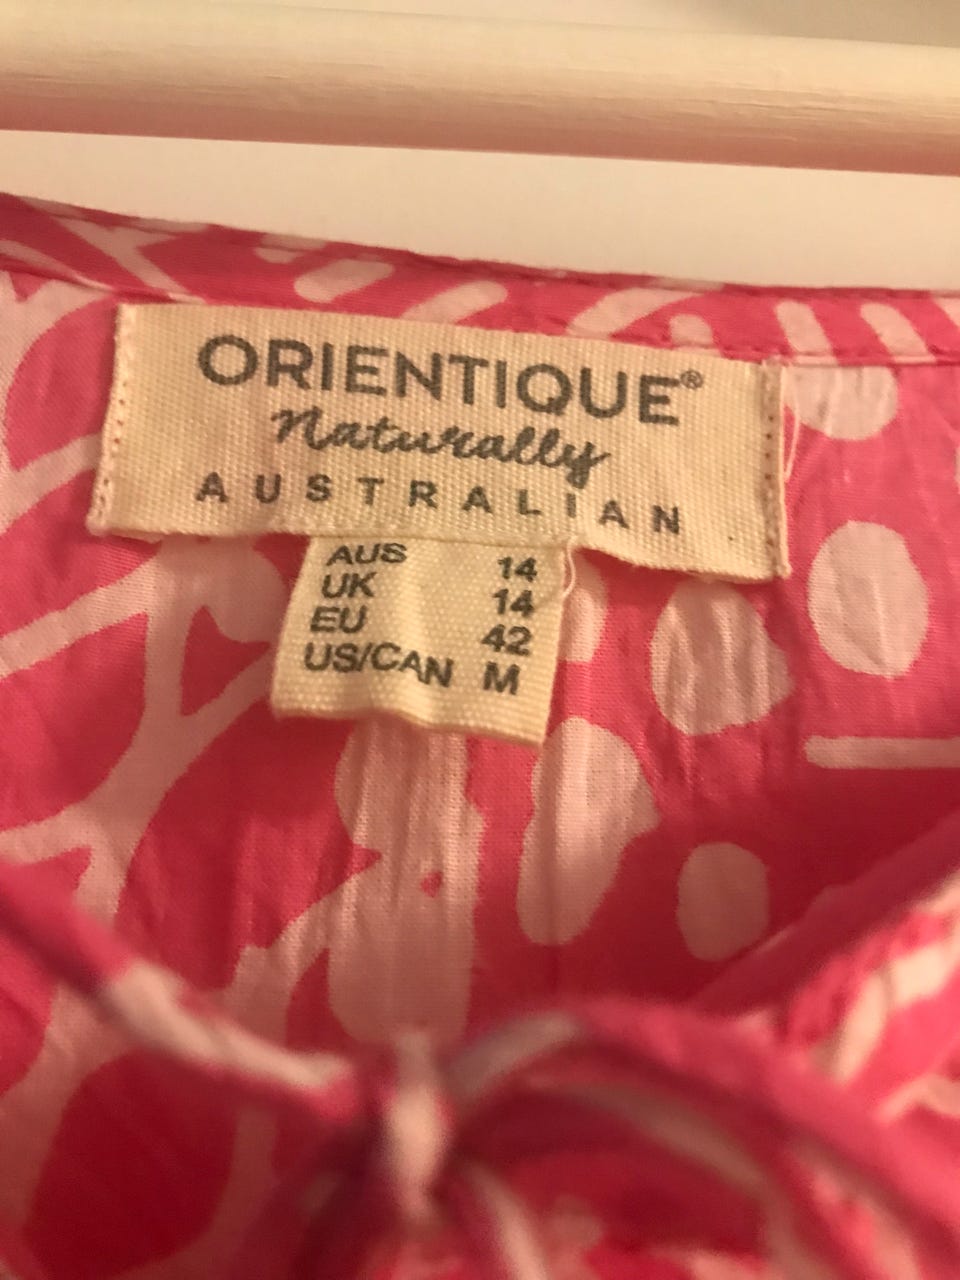 ORIENTIQUE®
Naturally
AUSTRALIAN
AUS 14
UK 14
EU 42
US/CAN M